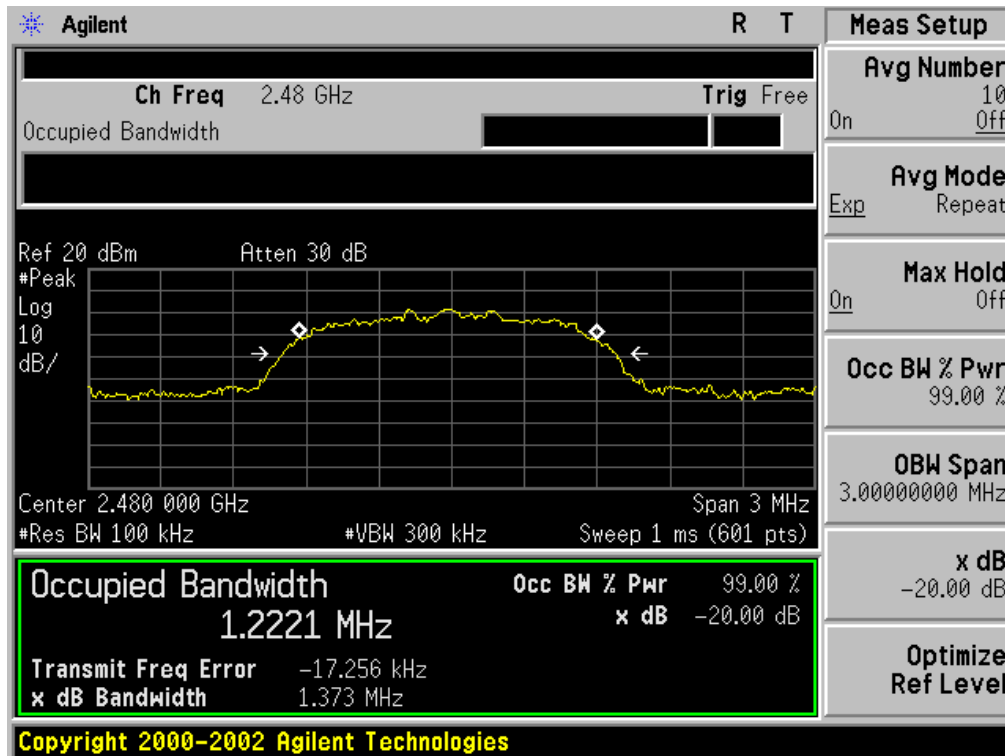 Agilent R T
Meas Setup
Ch Freq 2.48 GHz Trig Free
Occupied Bandwidth
Avg Number
10
On Off
Avg Mode
Exp Repeat
Max Hold
On Off
Occ BW % Pwr
99.00 %
OBW Span
3.00000000 MHz
x dB
-20.00 dB
Optimize
Ref Level
Ref 20 dBm Atten 30 dB
#Peak
Log
10
dB/
Center 2.480 000 GHz Span 3 MHz
#Res BW 100 kHz #VBW 300 kHz Sweep 1 ms (601 pts)
Occupied Bandwidth Occ BW % Pwr 99.00 %
1.2221 MHz x dB -20.00 dB
Transmit Freq Error -17.256 kHz
x dB Bandwidth 1.373 MHz
Copyright 2000-2002 Agilent Technologies